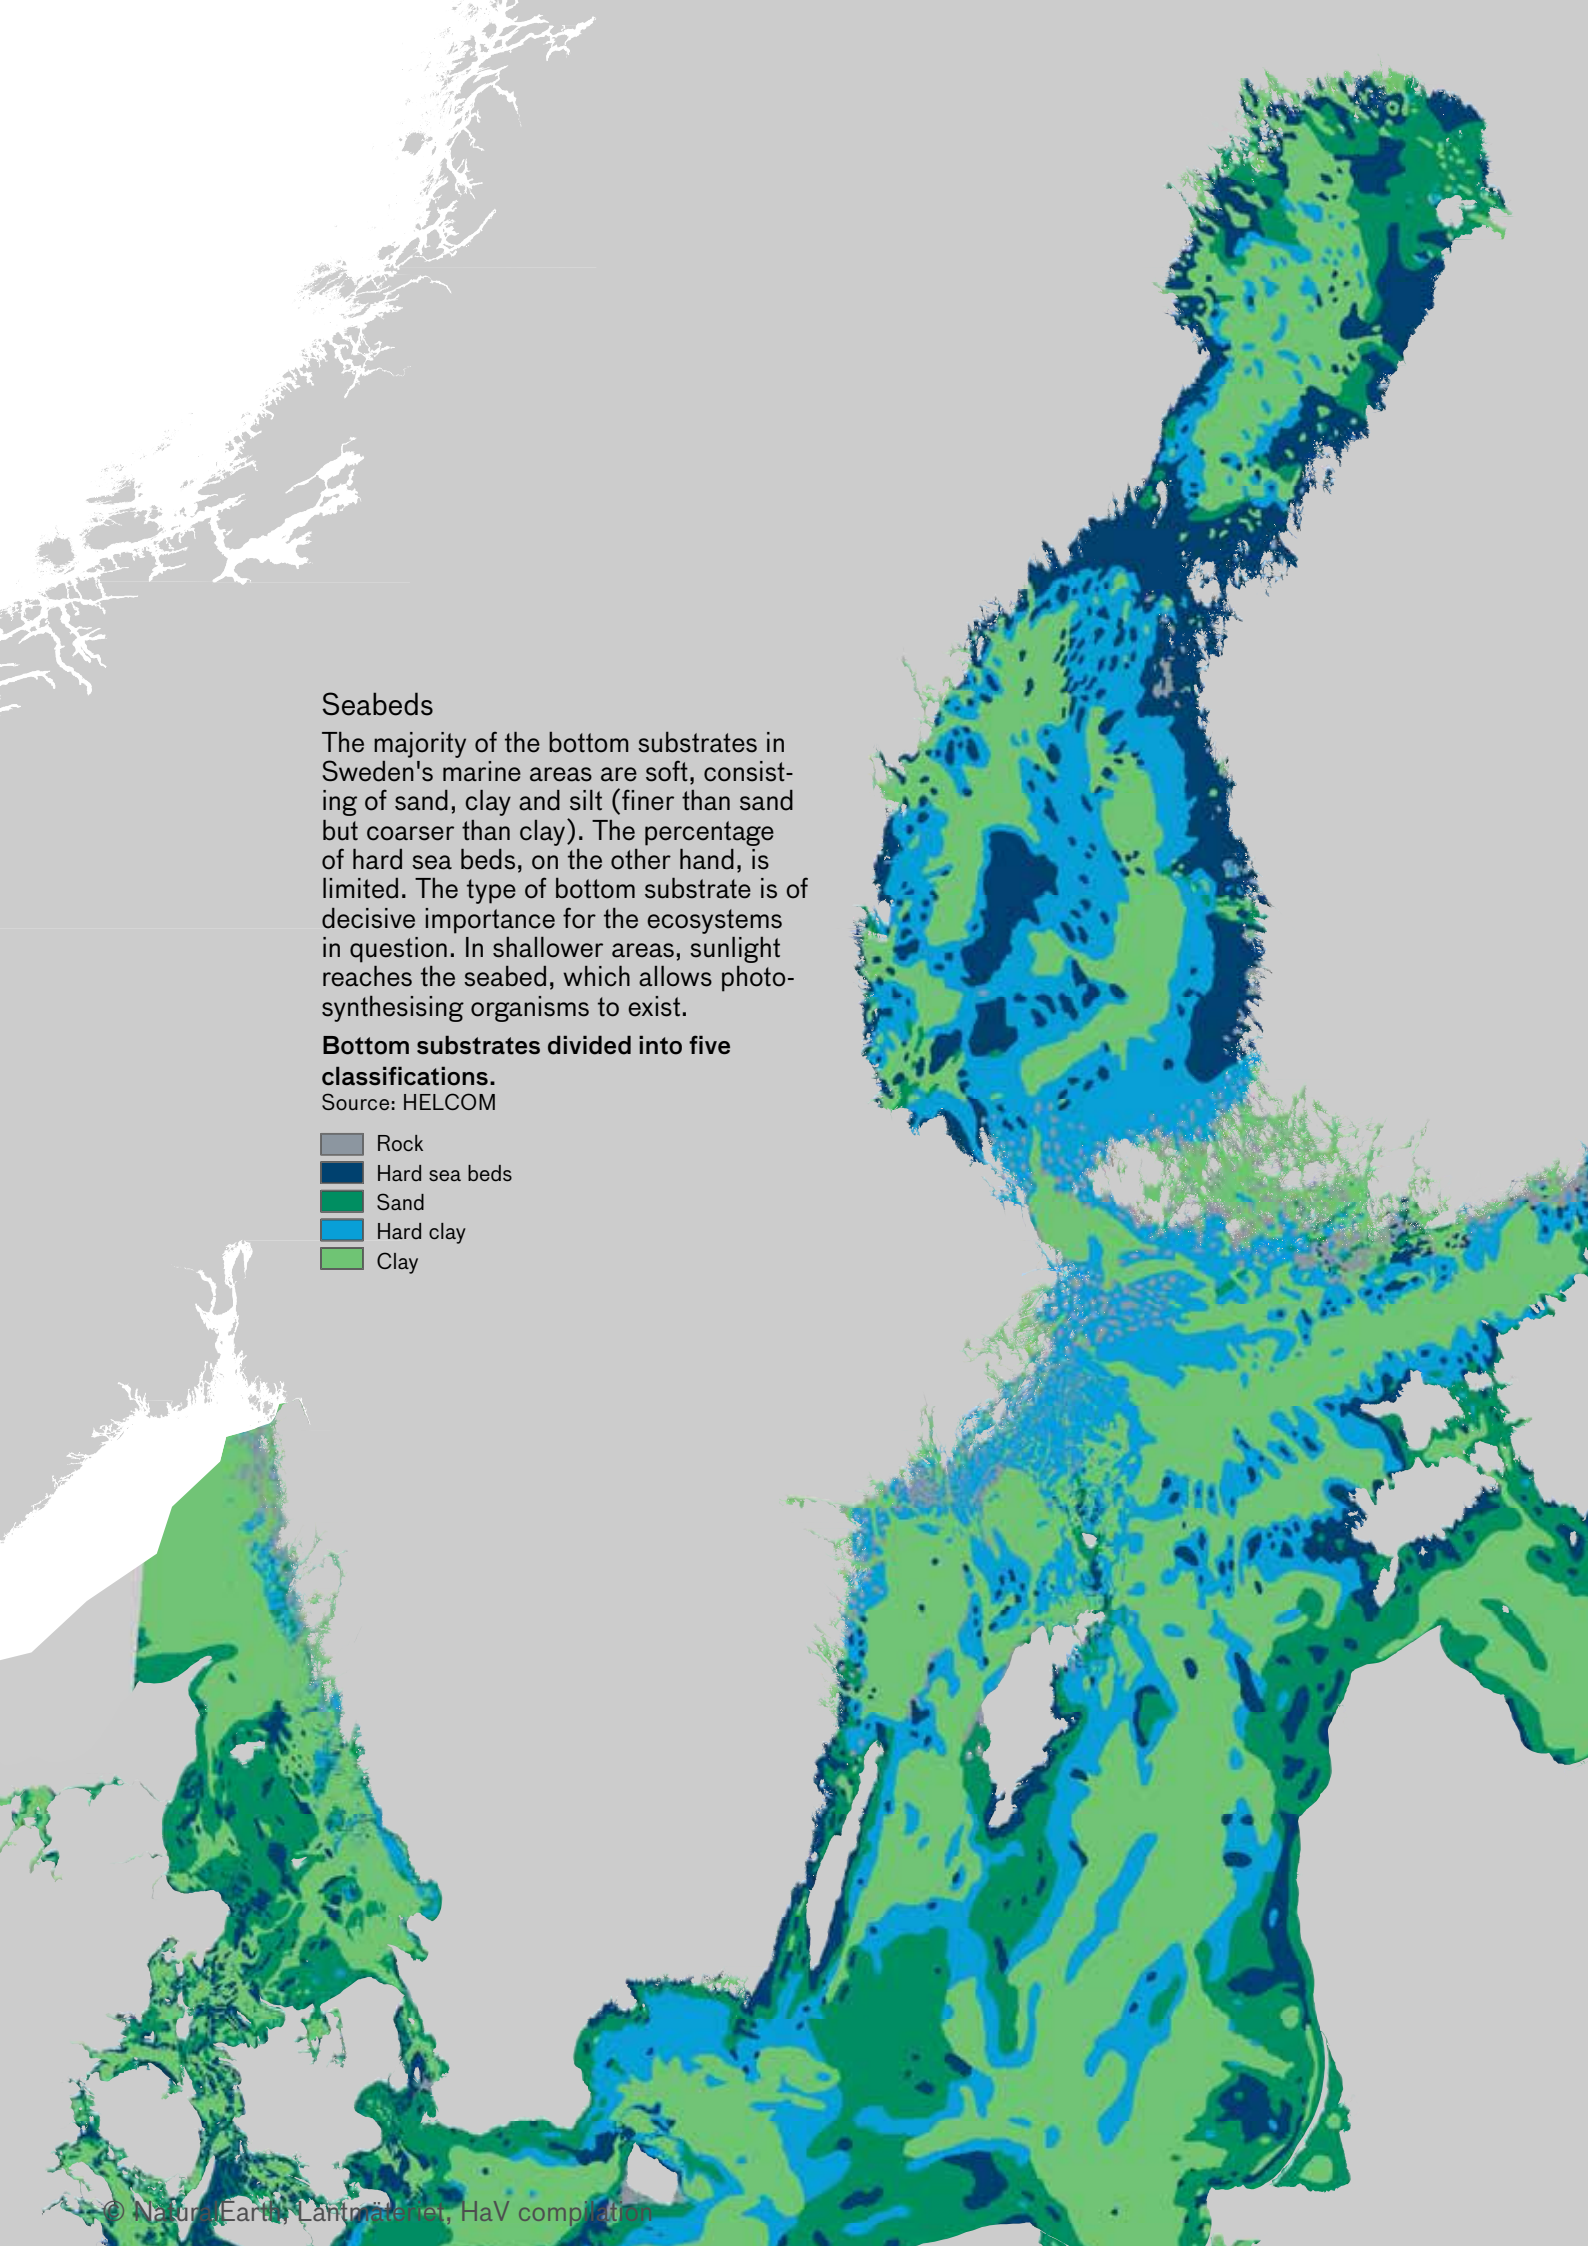 Seabeds
The majority of the bottom substrates in
Sweden's marine areas are soft, consist-
ing of sand, clay and silt (finer than sand
but coarser than clay). The percentage
of hard sea beds, on the other hand, is
limited. The type of bottom substrate is of
decisive importance for the ecosystems
in question. In shallower areas, sunlight
reaches the seabed, which allows photo-
synthesising organisms to exist.
Bottom substrates divided into five
classifications.
Source: HELCOM
Rock
Hard sea beds
Sand
Hard clay
Clay
© NaturalEarth, Lantmäteriet, HaV compilation